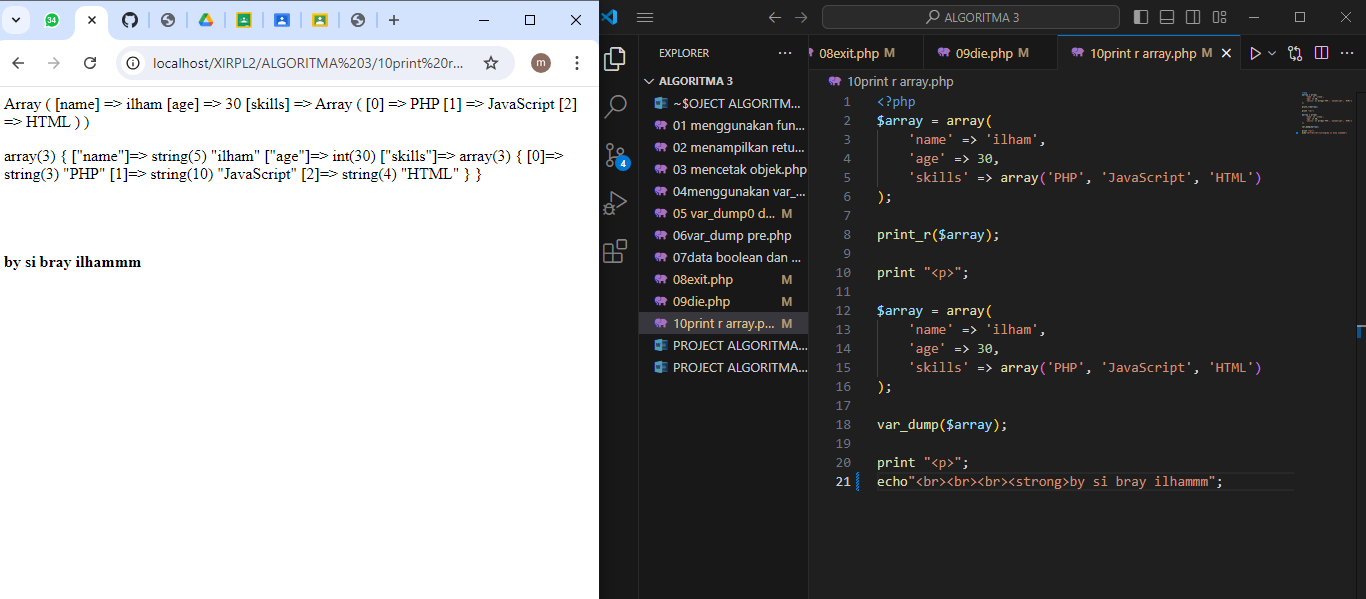 34
localhost/XIRPL2/ALGORITMA%203/10print%20r...
m
Array ( [name] => ilham [age] => 30 [skills] => Array ( [0] => PHP [1] => JavaScript [2]
=> HTML ) )
array(3) { ["name"]=> string(5) "ilham" ["age"]=> int(30) ["skills"]=> array(3) { [0]=>
string(3) "PHP" [1]=> string(10) "JavaScript" [2]=> string(4) "HTML" } }
by si bray ilhammm
ALGORITMA 3
EXPLORER
ALGORITMA 3
~$OJECT ALGORITM...
01 menggunakan fun...
02 menampilkan retu...
03 mencetak objek.php
04menggunakan var_...
05 var_dump0 d... M
06var_dump pre.php
07data boolean dan ...
08exit.php M
09die.php M
10print r array.p... M
PROJECT ALGORITMA...
PROJECT ALGORITMA...
4
08exit.php M
09die.php M
10print r array.php M
10print r array.php
1 <?php
2 $array = array(
3 'name' => 'ilham',
4 'age' => 30,
5 'skills' => array('PHP', 'JavaScript', 'HTML')
6 );
7
8 print_r($array);
9
10 print "<p>";
11
12 $array = array(
13 'name' => 'ilham',
14 'age' => 30,
15 'skills' => array('PHP', 'JavaScript', 'HTML')
16 );
17
18 var_dump($array);
19
20 print "<p>";
21 echo"<br><br><br><strong>by si bray ilhammm";